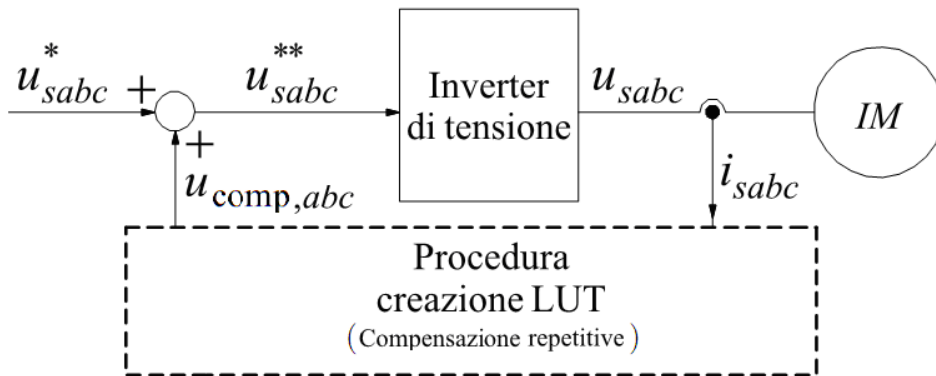 u*sabc
+
u**sabc
Inverter
di tensione
usabc
IM
+
ucomp,abc
isabc
Procedura
creazione LUT
(Compensazione repetitive)